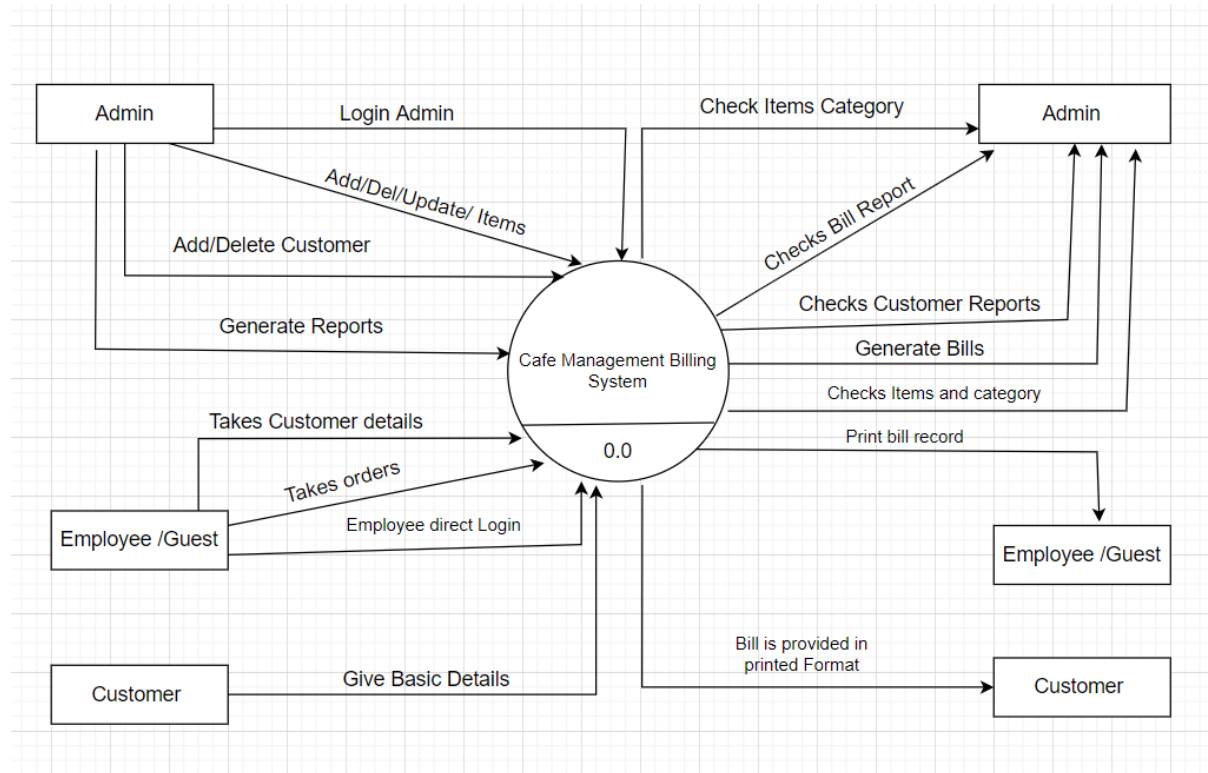 Admin
Login Admin
Check Items Category
Admin
Add/Del/Update/ Items
Checks Bill Report
Add/Delete Customer
Checks Customer Reports
Generate Reports
Generate Bills
Cafe Management Billing
System
Checks Items and category
Takes Customer details
Print bill record
0.0
Takes orders
Employee direct Login
Employee /Guest
Employee /Guest
Bill is provided in
printed Format
Give Basic Details
Customer
Customer